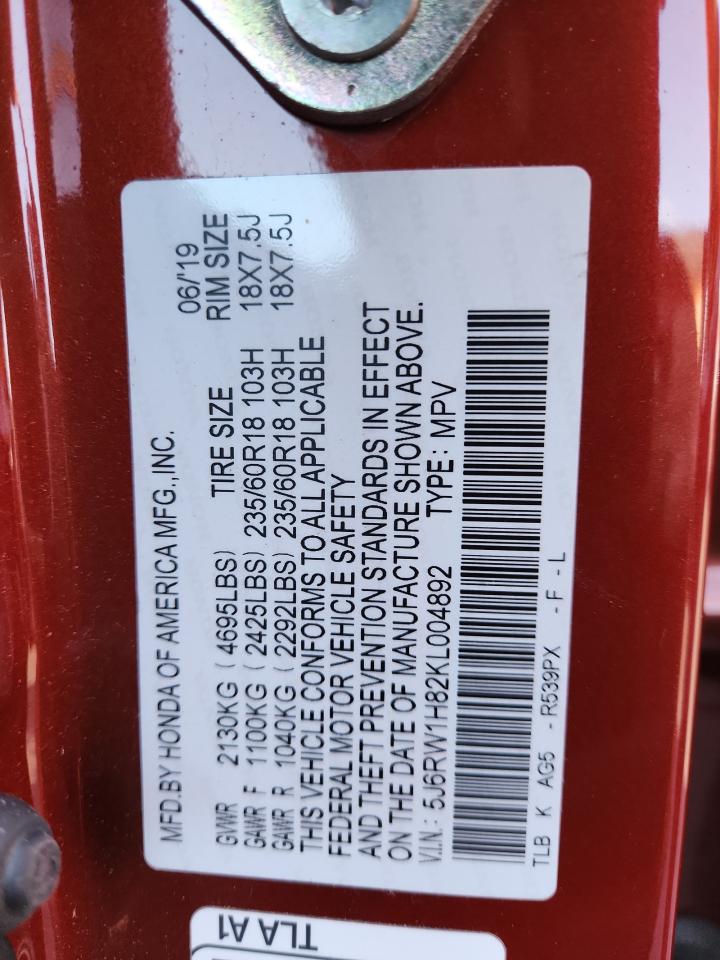 MFD.BY HONDA OF AMERICA MFG.,INC. 06/'19
GVWR 2130KG ( 4695LBS) TIRE SIZE RIM SIZE
GAWR F 1100KG ( 2425LBS) 235/60R18 103H 18X7.5J
GAWR R 1040KG ( 2292LBS) 235/60R18 103H 18X7.5J
THIS VEHICLE CONFORMS TO ALL APPLICABLE
FEDERAL MOTOR VEHICLE SAFETY
AND THEFT PREVENTION STANDARDS IN EFFECT
ON THE DATE OF MANUFACTURE SHOWN ABOVE.
V.I.N.: 5J6RW1H82KL004892 TYPE: MPV
TLB K AG5 - R539PX - F - L
TLA A1